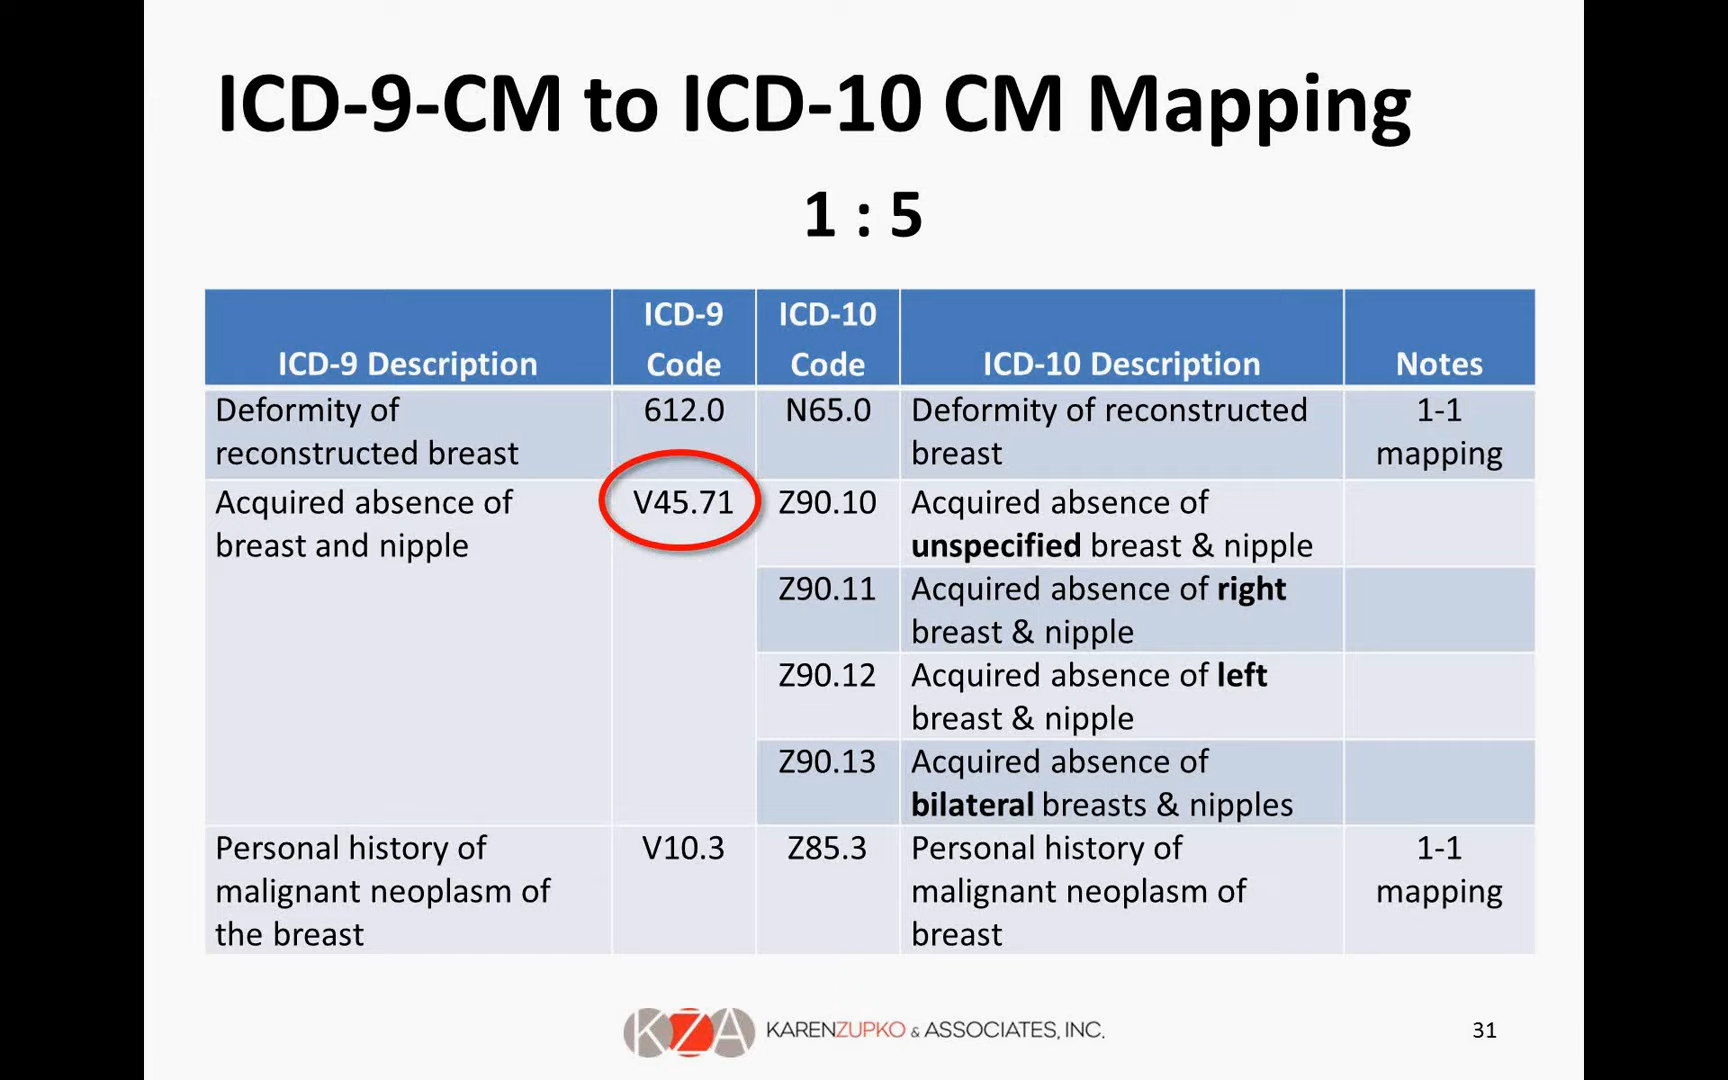 ICD-9-CM to ICD-10 CM Mapping
1 : 5
ICD-9 Description
ICD-9
Code
ICD-10
Code
ICD-10 Description
Notes
Deformity of
reconstructed breast
612.0
N65.0
Deformity of reconstructed
breast
1-1
mapping
Acquired absence of
breast and nipple
V45.71
Z90.10
Acquired absence of
unspecified breast & nipple
Z90.11
Acquired absence of right
breast & nipple
Z90.12
Acquired absence of left
breast & nipple
Z90.13
Acquired absence of
bilateral breasts & nipples
Personal history of
malignant neoplasm of
the breast
V10.3
Z85.3
Personal history of
malignant neoplasm of
breast
1-1
mapping
KZA KARENZUPKO & ASSOCIATES, INC.
31